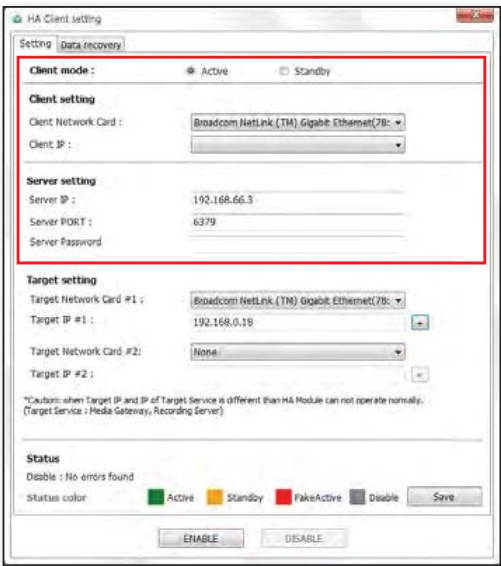 HA Client setting
Setting Data recovery
Client mode : Active Standby
Client setting
Client Network Card : Broadcom NetLink (TM) Gigabit Ethernet(78:
Client IP :
Server setting
Server IP : 192.168.66.3
Server PORT : 6379
Server Password
Target setting
Target Network Card #1 : Broadcom NetLink (TM) Gigabit Ethernet(78:
Target IP #1 : 192.168.0.18 +
Target Network Card #2: None
Target IP #2 :
*Caution: when Target IP and IP of Target Service is different than HA Module can not operate normally.
(Target Service : Media Gateway, Recording Server)
Status
Disable : No errors found
Status color Active Standby FakeActive Disable Save
ENABLE DISABLE